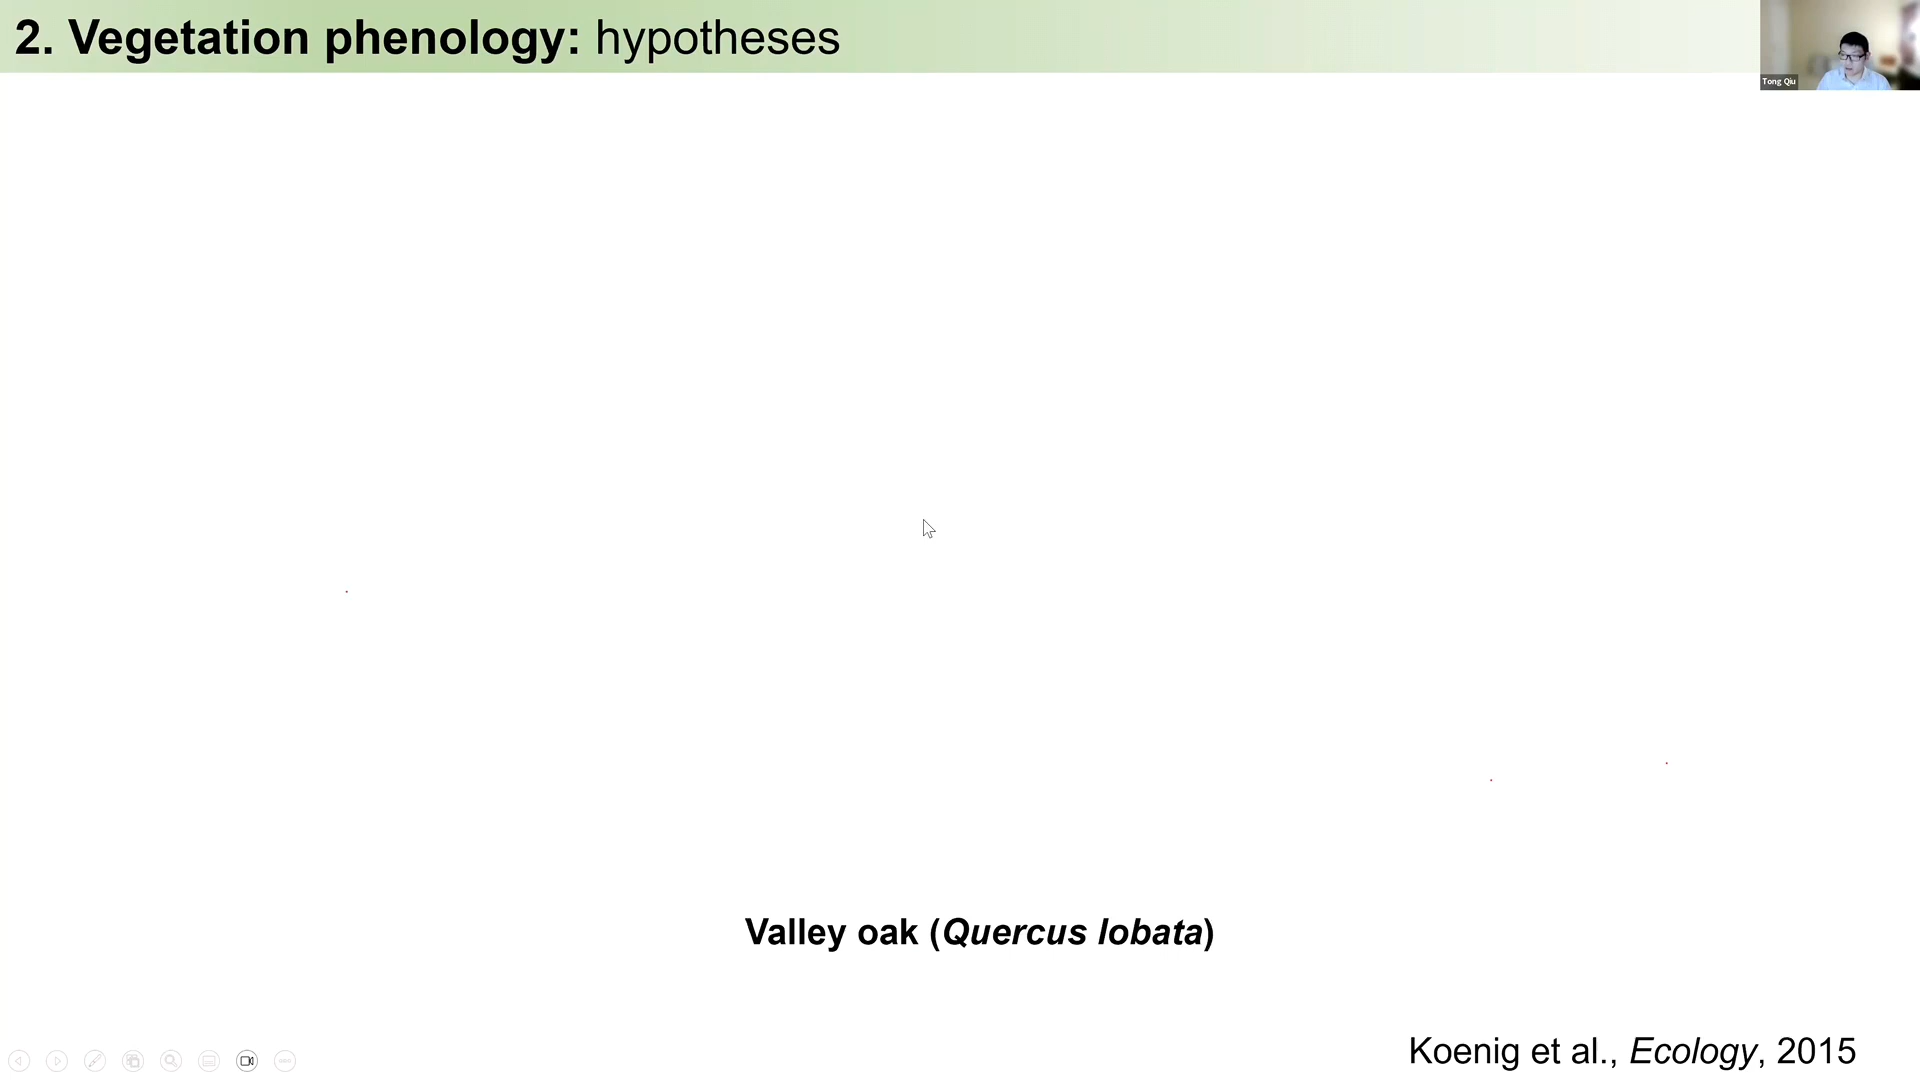 2. Vegetation phenology: hypotheses
Tong Qiu
Valley oak (Quercus lobata)
Koenig et al., Ecology, 2015